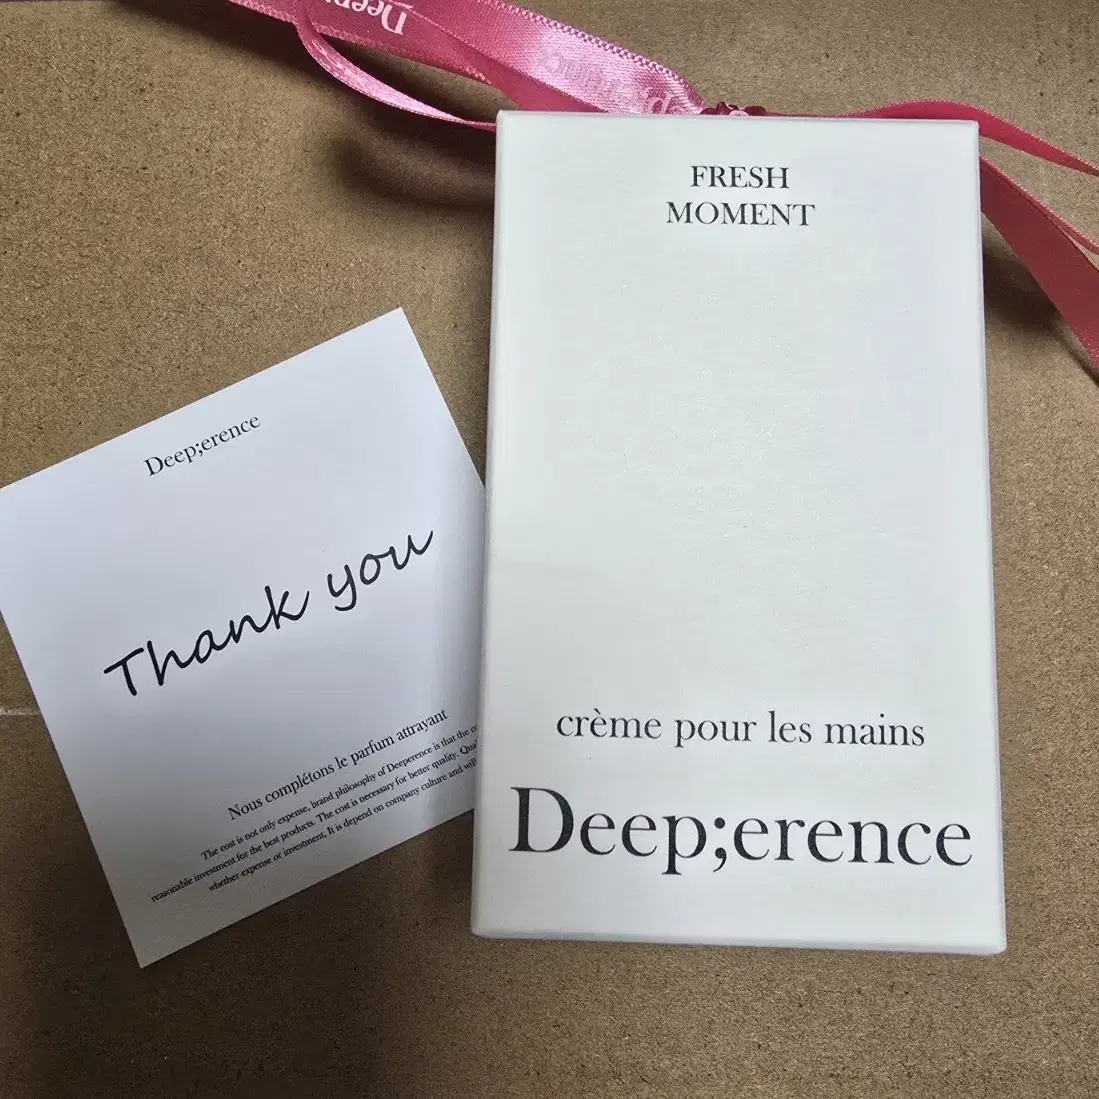 Deep
FRESH
MOMENT
crème pour les mains
Deep;erence
Deep;erence
Thank you
Nous complétons le parfum attrayant
The cost is not only expense, brand philosophy of Deeperence is that the
reasonable investment for the best products. The cost is necessary for better quality.
whether expense or investment, It is depend on company culture and